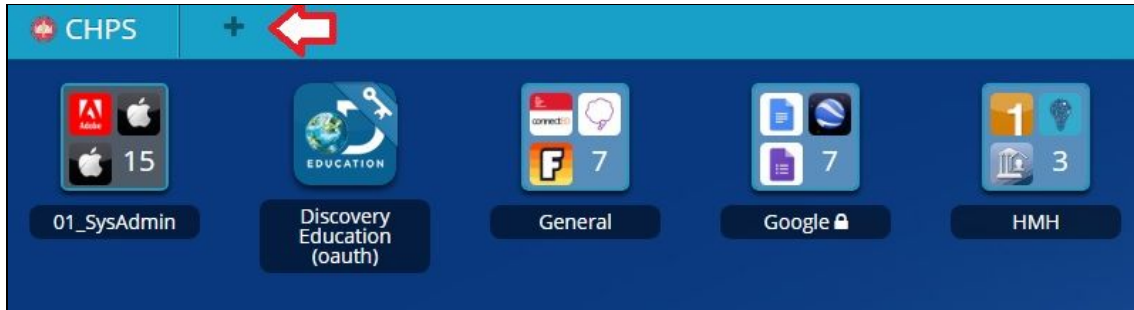 CHPS
+
Adobe
15
EDUCATION
connectED
F
7
7
1
3
01_SysAdmin
Discovery
Education
(oauth)
General
Google
HMH